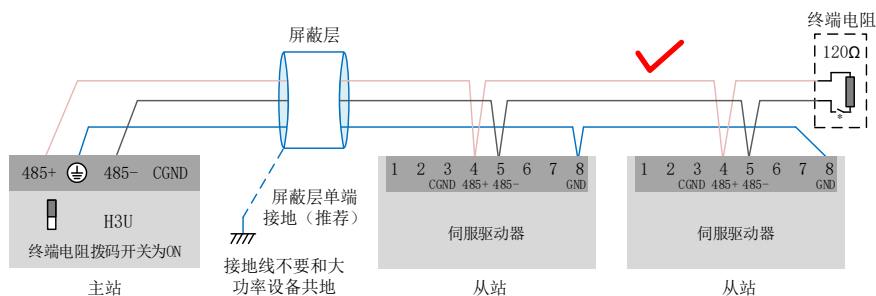 终端电阻
120Ω
*
屏蔽层
485+ 485- CGND
H3U
终端电阻拨码开关为ON
主站
屏蔽层单端
接地（推荐）
接地线不要和大
功率设备共地
1 2 3 4 5 6 7 8
CGND 485+ 485- GND
伺服驱动器
从站
1 2 3 4 5 6 7 8
CGND 485+ 485- GND
伺服驱动器
从站